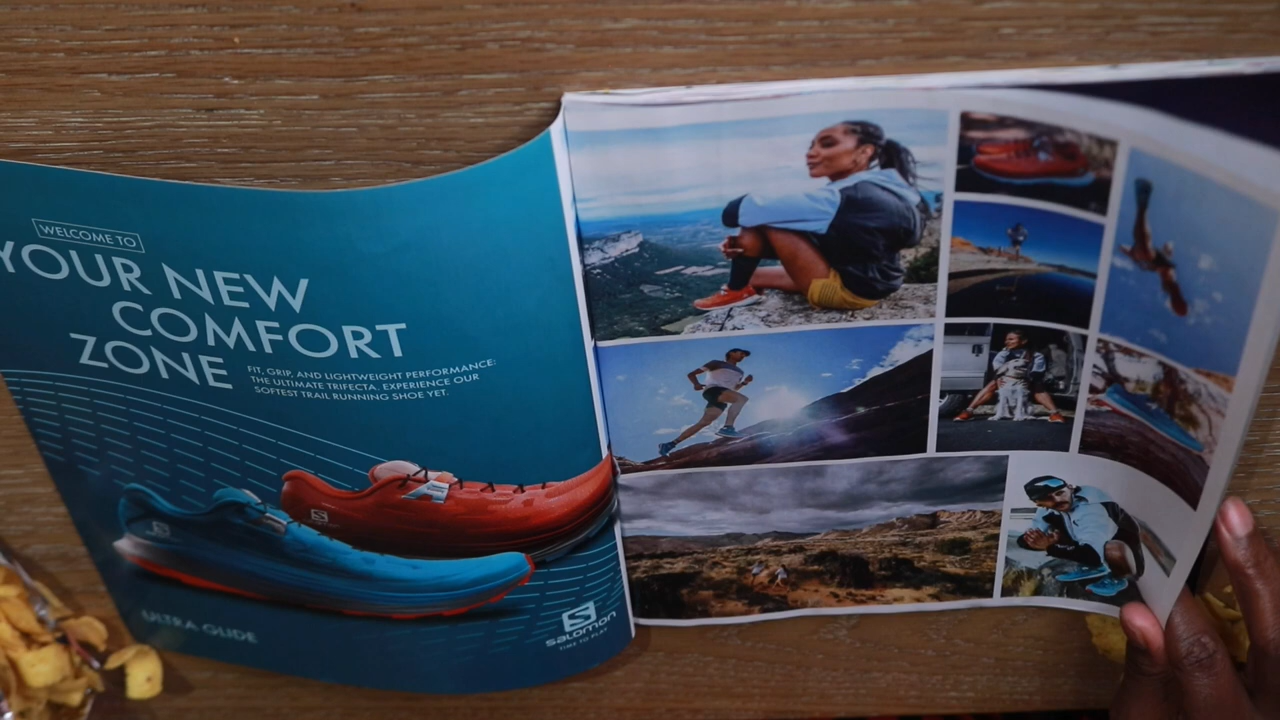 WELCOME TO
YOUR NEW
COMFORT
ZONE
FIT, GRIP, AND LIGHTWEIGHT PERFORMANCE:
THE ULTIMATE TRIFECTA. EXPERIENCE OUR
SOFTEST TRAIL RUNNING SHOE YET.
S
S
ULTRA GLIDE
S
SALOMON
TIME TO PLAY